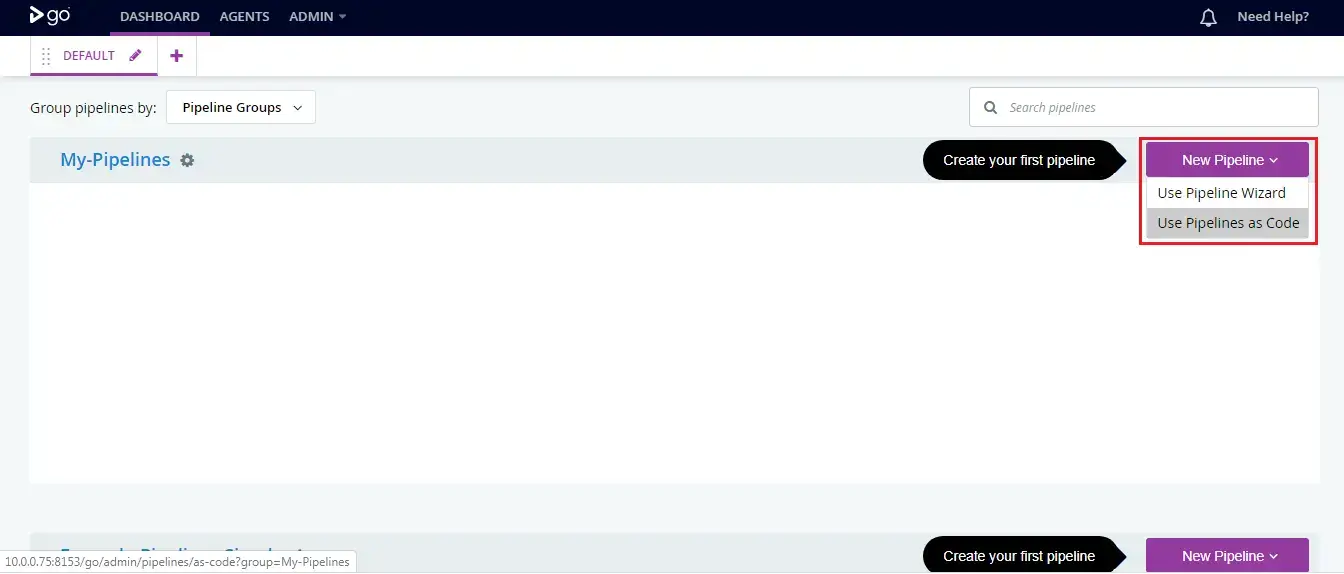 go
DASHBOARD AGENTS ADMIN Need Help?
DEFAULT +
Group pipelines by: Pipeline Groups Search pipelines
My-Pipelines Create your first pipeline New Pipeline
Use Pipeline Wizard
Use Pipelines as Code
Create your first pipeline New Pipeline
10.0.0.75:8153/go/admin/pipelines/as-code?group=My-Pipelines